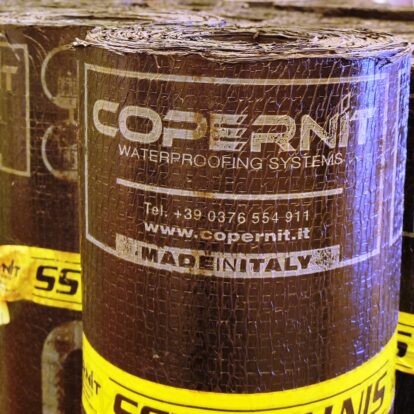 COPERNIT
WATERPROOFING SYSTEMS
Tel. +39 0376 554 911
www.copernit.it
MADE IN ITALY